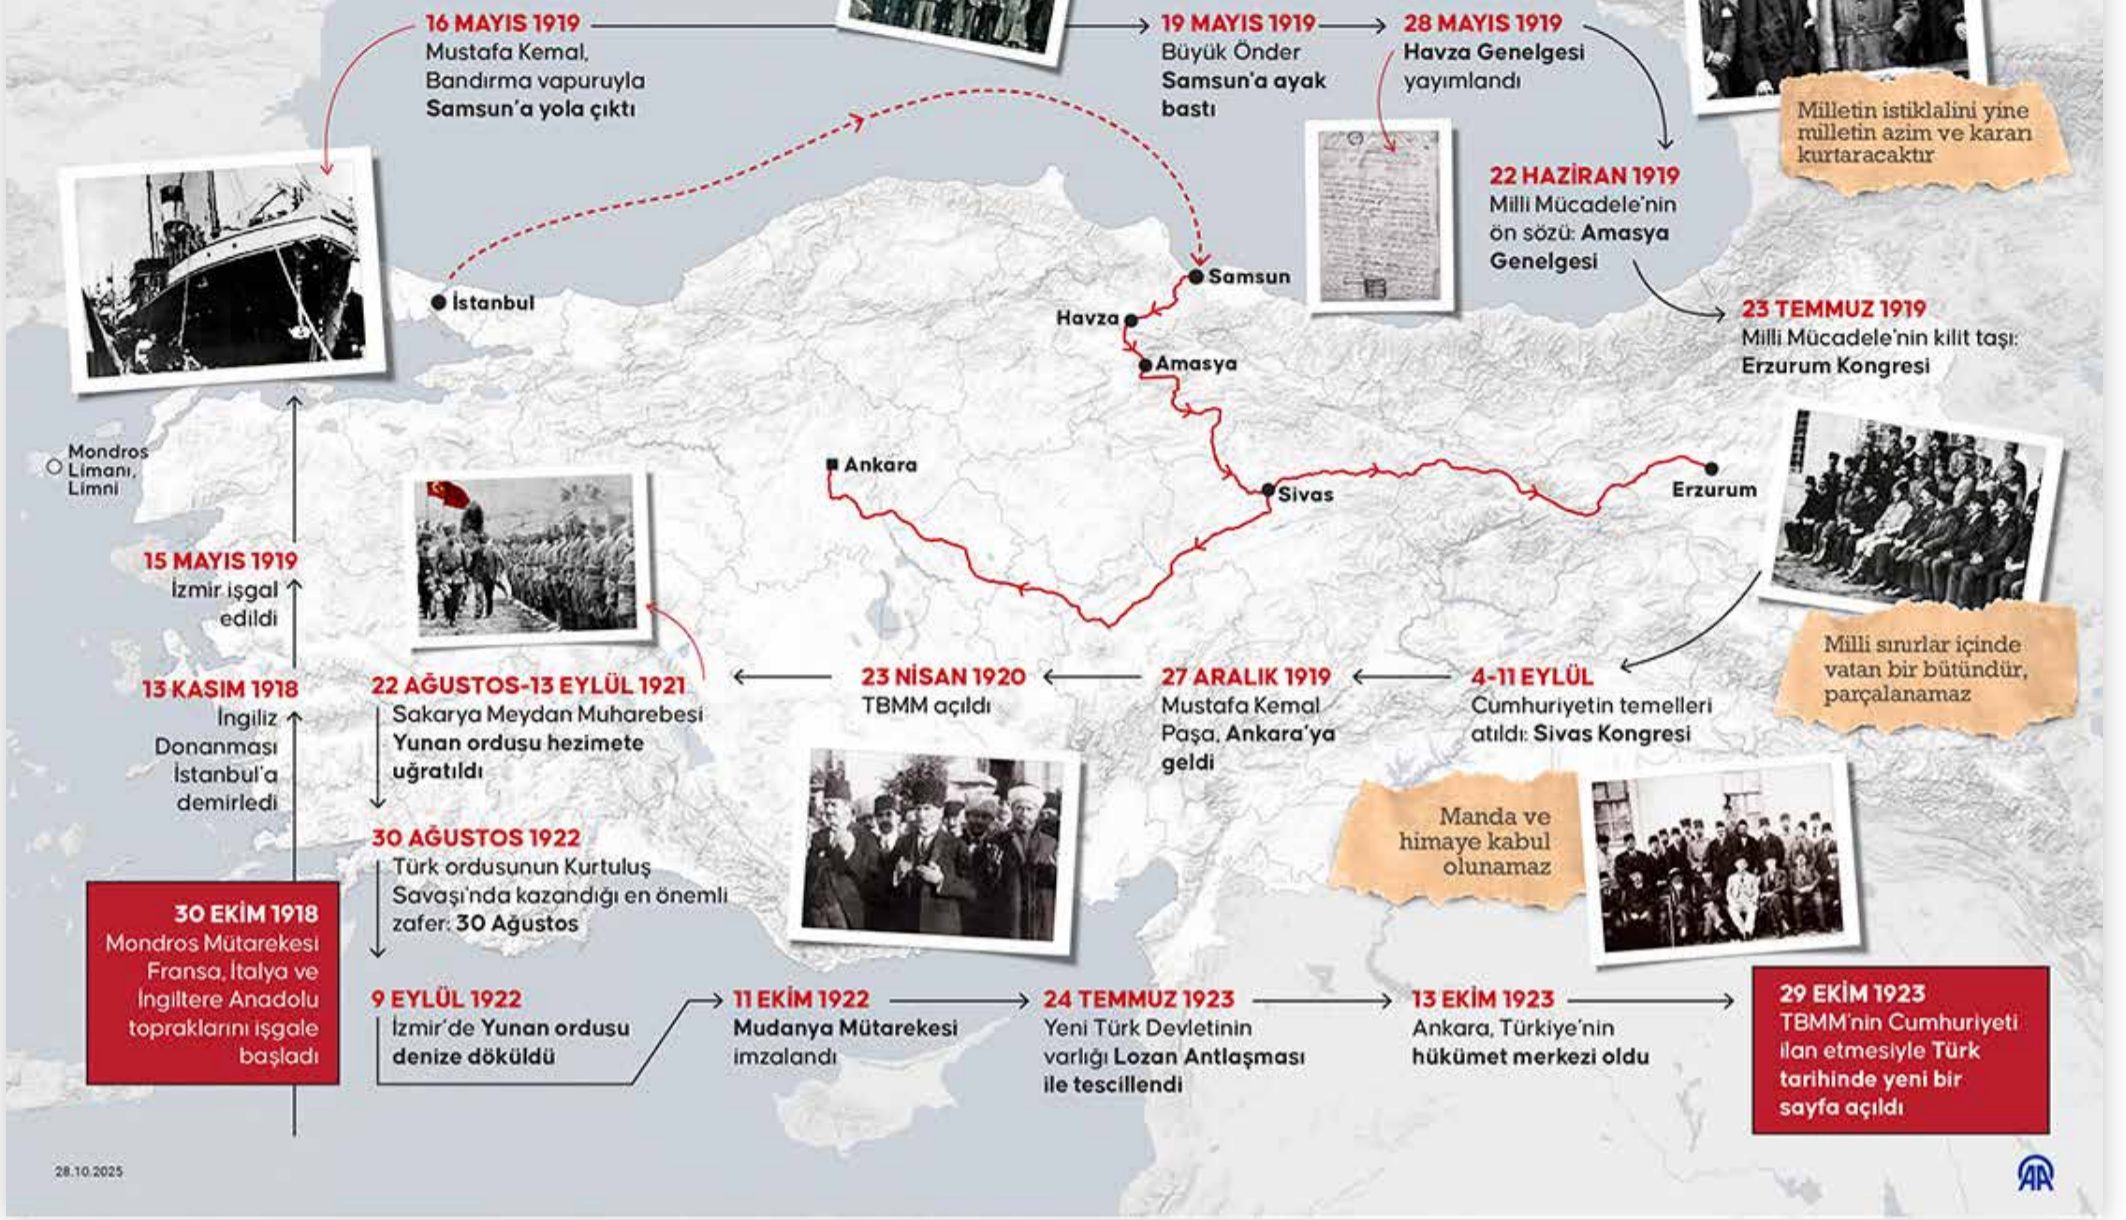 16 MAYIS 1919
Mustafa Kemal,
Bandırma vapuruyla
Samsun'a yola çıktı
19 MAYIS 1919
Büyük Önder
Samsun'a ayak
bastı
28 MAYIS 1919
Havza Genelgesi
yayımlandı
Milletin istiklalini yine
milletin azim ve kararı
kurtaracaktır
22 HAZİRAN 1919
Milli Mücadele'nin
ön sözü: Amasya
Genelgesi
23 TEMMUZ 1919
Milli Mücadele'nin kilit taşı:
Erzurum Kongresi
İstanbul
Samsun
Havza
Amasya
Ankara
Sivas
Erzurum
Mondros
Limanı,
Limni
15 MAYIS 1919
İzmir işgal
edildi
13 KASIM 1918
İngiliz
Donanması
İstanbul'a
demirledi
30 EKİM 1918
Mondros Mütarekesi
Fransa, İtalya ve
İngiltere Anadolu
topraklarını işgale
başladı
Milli sınırlar içinde
vatan bir bütündür,
parçalanamaz
4-11 EYLÜL
Cumhuriyetin temelleri
atıldı: Sivas Kongresi
27 ARALIK 1919
Mustafa Kemal
Paşa, Ankara'ya
geldi
23 NİSAN 1920
TBMM açıldı
22 AĞUSTOS-13 EYLÜL 1921
Sakarya Meydan Muharebesi
Yunan ordusu hezimete
uğratıldı
Manda ve
himaye kabul
olunamaz
30 AĞUSTOS 1922
Türk ordusunun Kurtuluş
Savaşı'nda kazandığı en önemli
zafer: 30 Ağustos
9 EYLÜL 1922
İzmir'de Yunan ordusu
denize döküldü
11 EKİM 1922
Mudanya Mütarekesi
imzalandı
24 TEMMUZ 1923
Yeni Türk Devletinin
varlığı Lozan Antlaşması
ile tescillendi
13 EKİM 1923
Ankara, Türkiye'nin
hükümet merkezi oldu
29 EKİM 1923
TBMM'nin Cumhuriyeti
ilan etmesiyle Türk
tarihinde yeni bir
sayfa açıldı
28.10.2025
AA